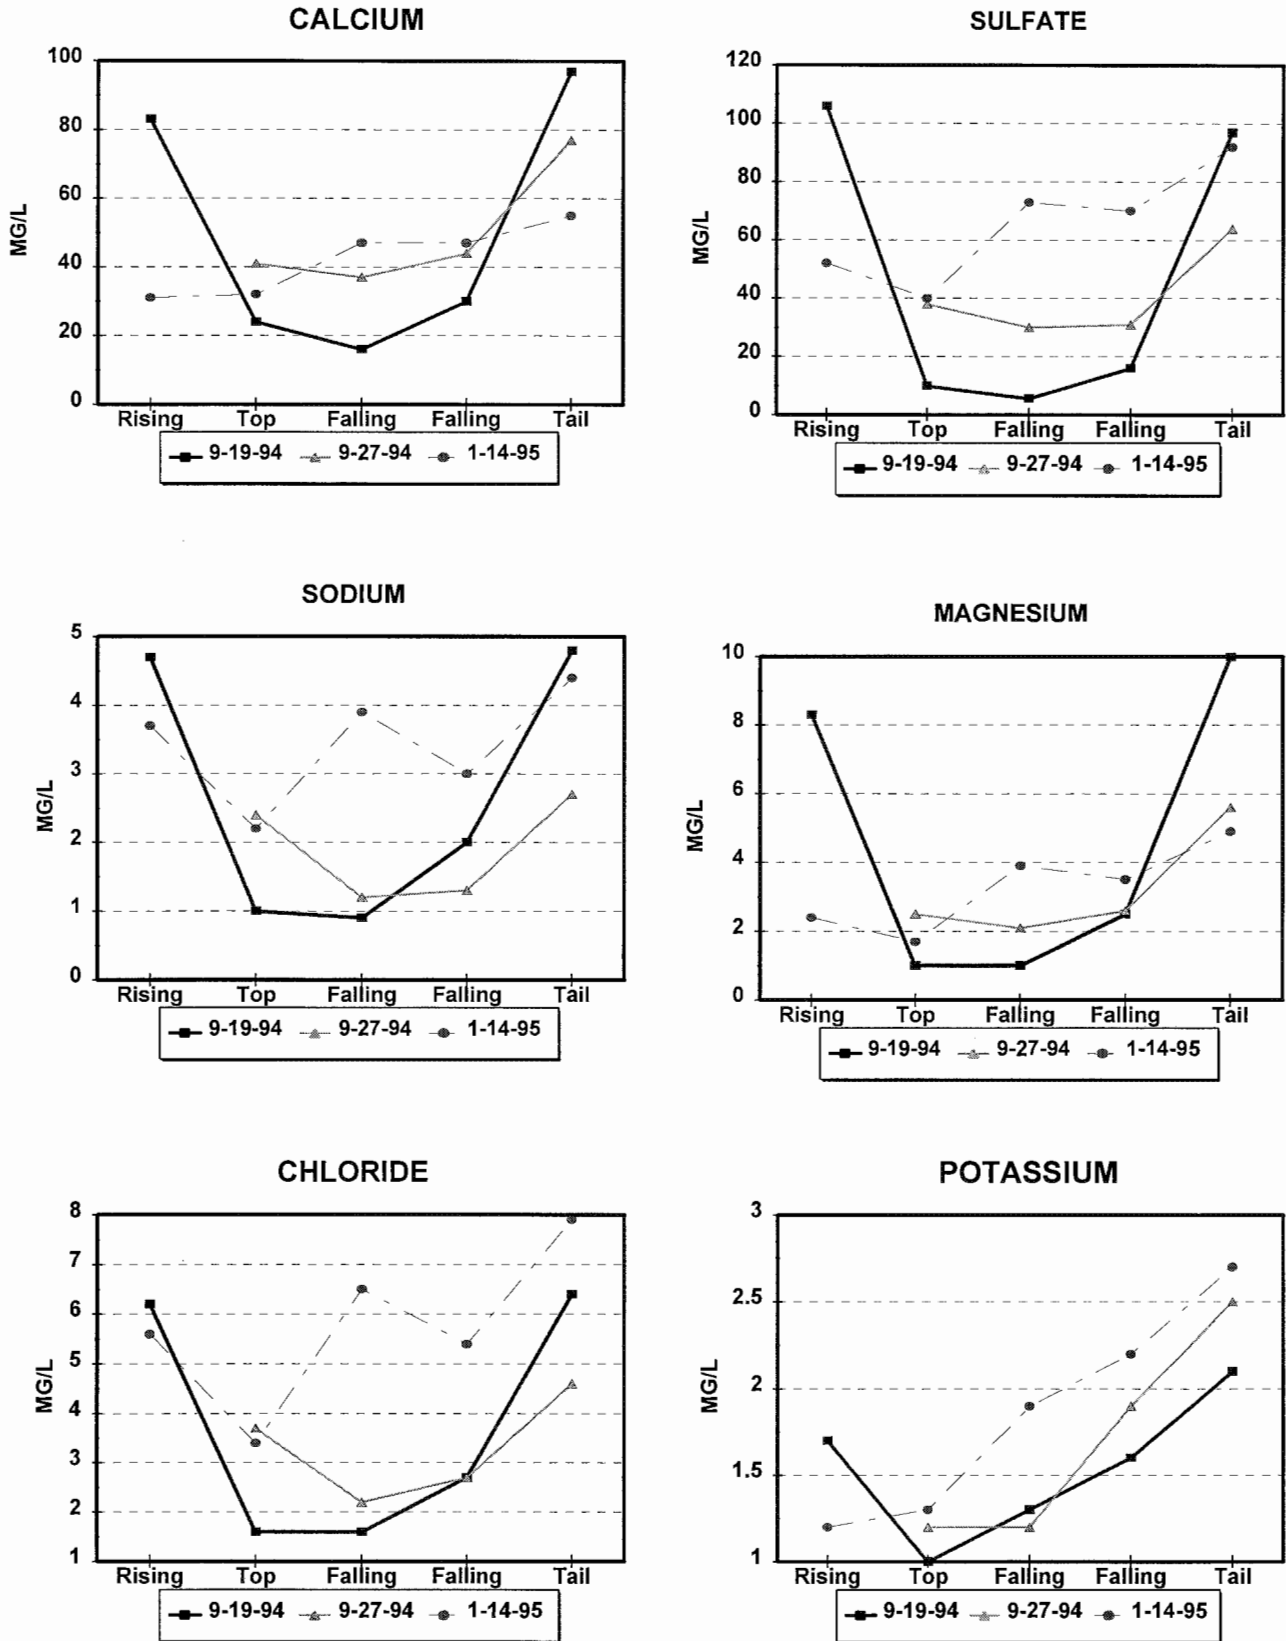 CALCIUM
100
80
60
40
20
0
MG/L
Rising Top Falling Falling Tail
9-19-94 9-27-94 1-14-95
SULFATE
120
100
80
60
40
20
0
MG/L
Rising Top Falling Falling Tail
9-19-94 9-27-94 1-14-95
SODIUM
5
4
3
2
1
0
MG/L
Rising Top Falling Falling Tail
9-19-94 9-27-94 1-14-95
MAGNESIUM
10
8
6
4
2
0
MG/L
Rising Top Falling Falling Tail
9-19-94 9-27-94 1-14-95
CHLORIDE
8
7
6
5
4
3
2
1
MG/L
Rising Top Falling Falling Tail
9-19-94 9-27-94 1-14-95
POTASSIUM
3
2.5
2
1.5
1
MG/L
Rising Top Falling Falling Tail
9-19-94 9-27-94 1-14-95